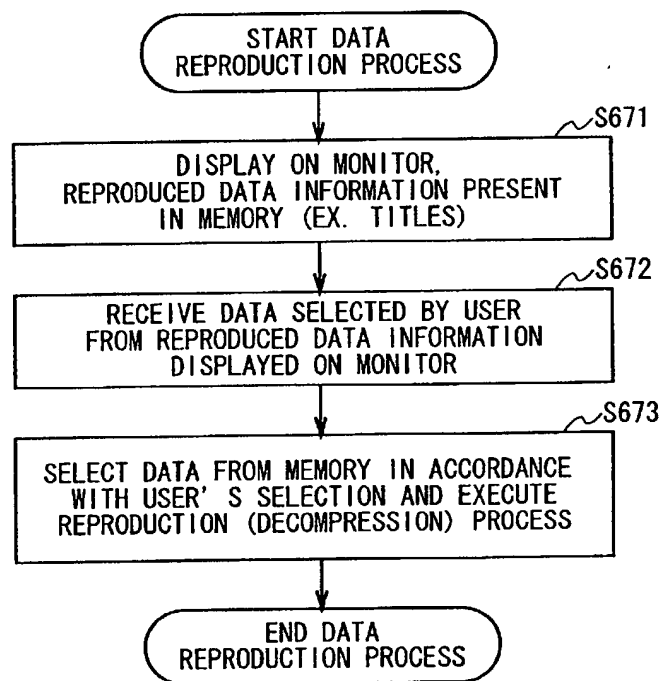 START DATA
REPRODUCTION PROCESS
S671
DISPLAY ON MONITOR,
REPRODUCED DATA INFORMATION PRESENT
IN MEMORY (EX. TITLES)
S672
RECEIVE DATA SELECTED BY USER
FROM REPRODUCED DATA INFORMATION
DISPLAYED ON MONITOR
S673
SELECT DATA FROM MEMORY IN ACCORDANCE
WITH USER' S SELECTION AND EXECUTE
REPRODUCTION (DECOMPRESSION) PROCESS
END DATA
REPRODUCTION PROCESS